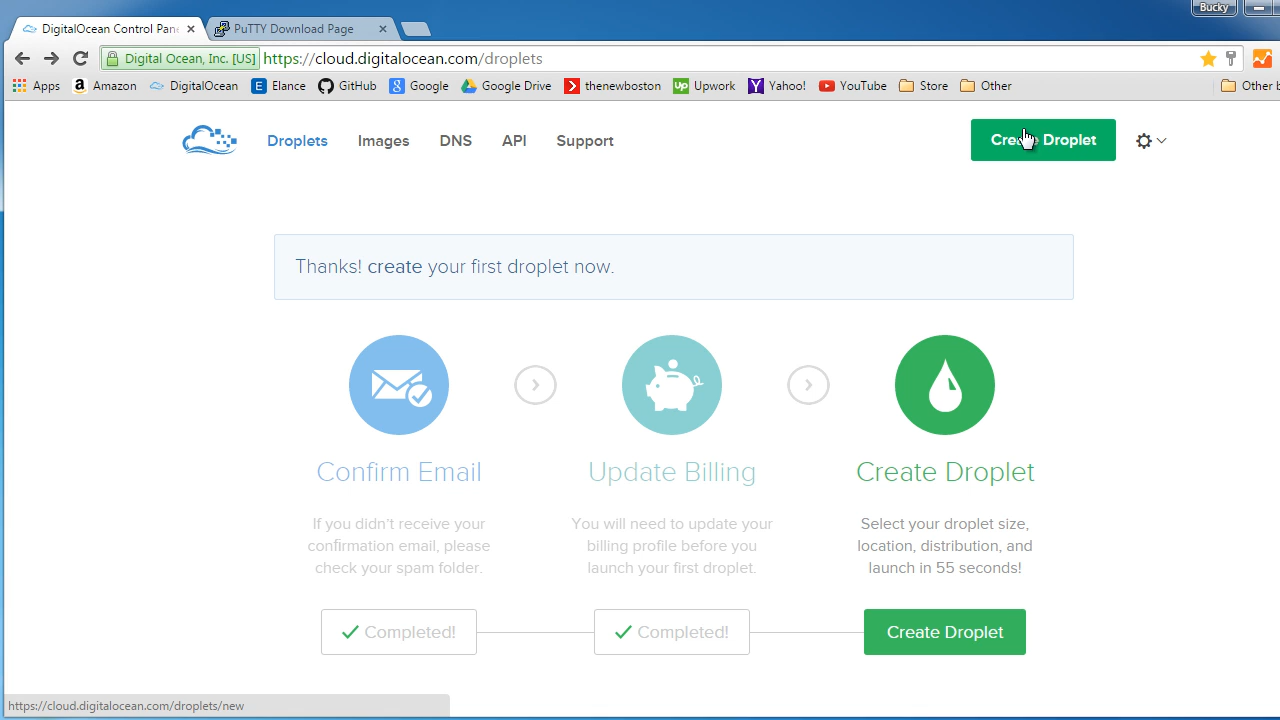 Bucky
DigitalOcean Control Pan
PuTTY Download Page
Digital Ocean, Inc. [US]
https://cloud.digitalocean.com/droplets
Apps
Amazon
DigitalOcean
Elance
GitHub
Google
Google Drive
thenewboston
Upwork
Yahoo!
YouTube
Store
Other
Other b
Droplets
Images
DNS
API
Support
Create Droplet
Thanks! create your first droplet now.
Confirm Email
Update Billing
Create Droplet
If you didn't receive your
confirmation email, please
check your spam folder.
You will need to update your
billing profile before you
launch your first droplet.
Select your droplet size,
location, distribution, and
launch in 55 seconds!
Completed!
Completed!
Create Droplet
https://cloud.digitalocean.com/droplets/new